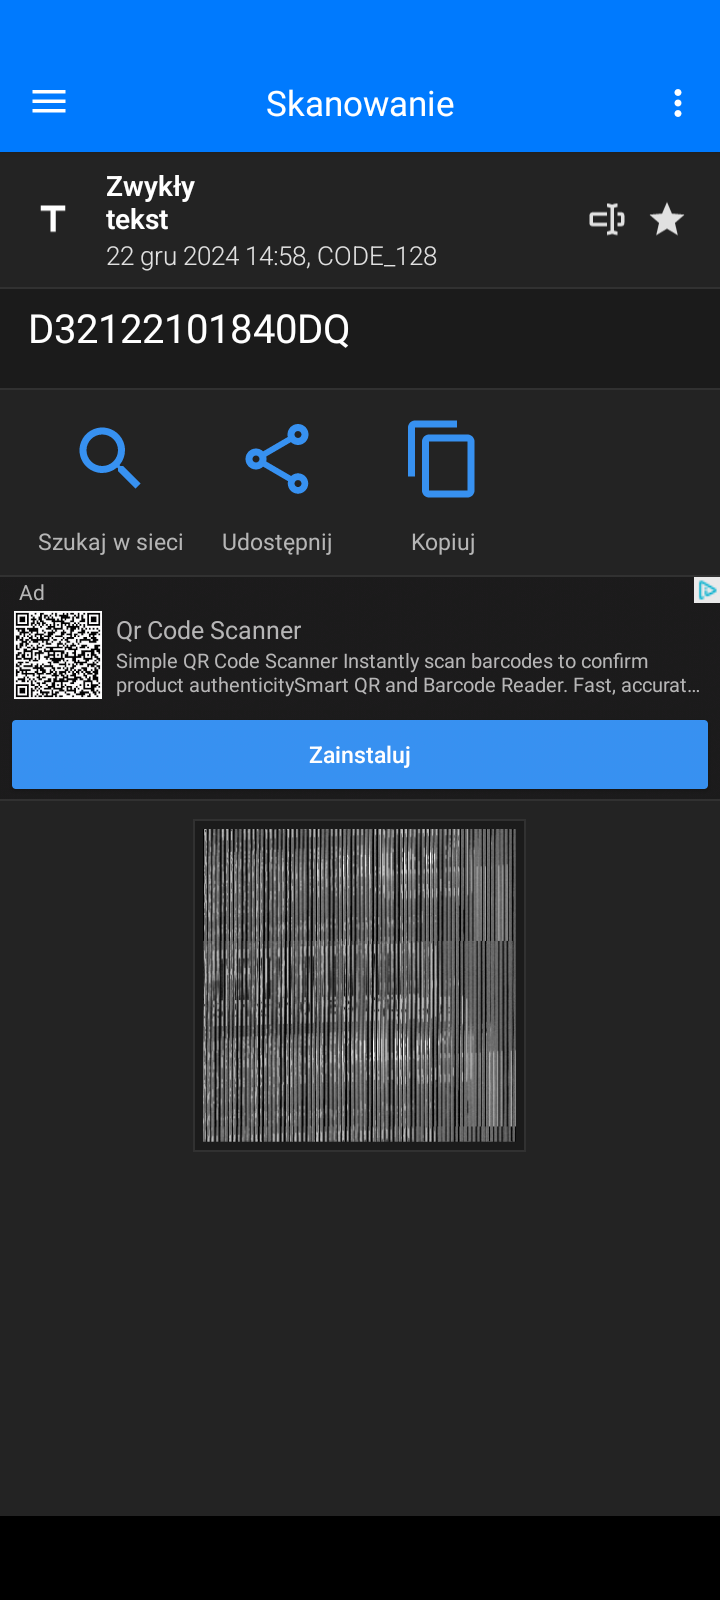 Skanowanie
T
Zwykły
tekst
22 gru 2024 14:58, CODE_128
D32122101840DQ
Szukaj w sieci
Udostępnij
Kopiuj
Ad
Qr Code Scanner
Simple QR Code Scanner Instantly scan barcodes to confirm
product authenticitySmart QR and Barcode Reader. Fast, accurat...
Zainstaluj